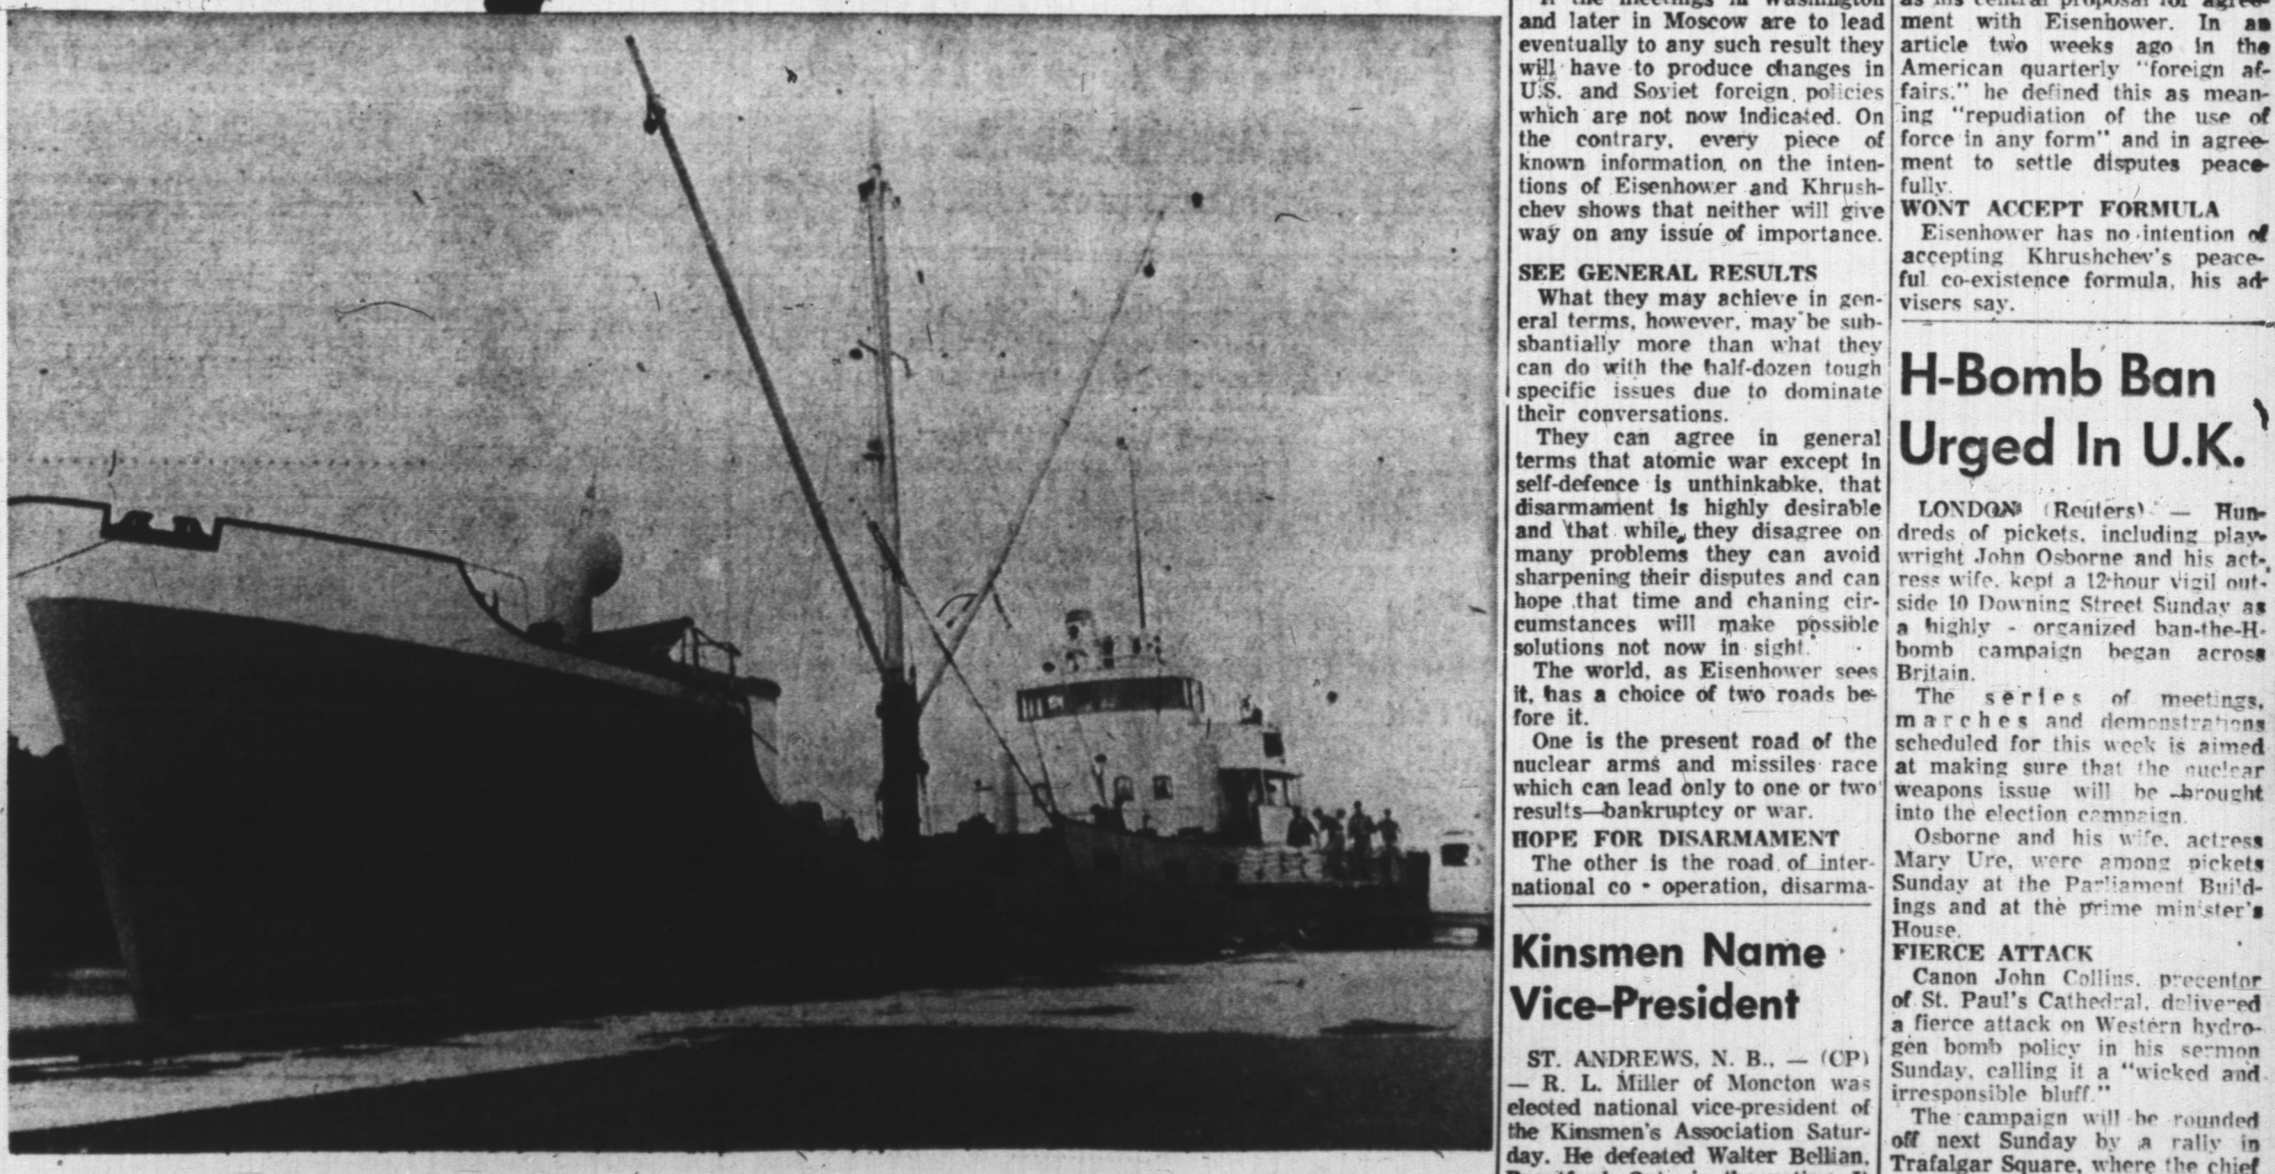 If the meetings in Washington
and later in Moscow are to lead
eventually to any such result they
will have to produce changes in
U.S. and Soviet foreign policies
which are not now indicated. On
the contrary, every piece of
known information on the inten-
tions of Eisenhower and Khrush-
chev shows that neither will give
way on any issue of importance.
SEE GENERAL RESULTS
What they may achieve in gen-
eral terms, however, may be sub-
sbantially more than what they
can do with the half-dozen tough
specific issues due to dominate
their conversations.
They can agree in general
terms that atomic war except in
self-defence is unthinkabke, that
disarmament is highly desirable
and that while they disagree on
many problems they can avoid
sharpening their disputes and can
hope that time and chaning cir-
cumstances will make possible
solutions not now in sight.
The world, as Eisenhower sees
it, has a choice of two roads be-
fore it.
One is the present road of the
nuclear arms and missiles race
which can lead only to one or two
results—bankruptcy or war.
HOPE FOR DISARMAMENT
The other is the road of inter-
national co - operation, disarma-
Kinsmen Name
Vice-President
ST. ANDREWS, N. B., — (CP)
— R. L. Miller of Moncton was
elected national vice-president of
the Kinsmen's Association Satur-
day. He defeated Walter Bellian,
as his central proposal for agree-
ment with Eisenhower. In an
article two weeks ago in the
American quarterly "foreign af-
fairs," he defined this as mean-
ing "repudiation of the use of
force in any form" and in agree-
ment to settle disputes peace-
fully.
WONT ACCEPT FORMULA
Eisenhower has no intention of
accepting Khrushchev's peace-
ful co-existence formula, his ad-
visers say.
H-Bomb Ban
Urged In U.K.
LONDON (Reuters) — Hun-
dreds of pickets, including play-
wright John Osborne and his act-
ress wife, kept a 12-hour vigil out-
side 10 Downing Street Sunday as
a highly - organized ban-the-H-
bomb campaign began across
Britain.
The series of meetings,
marches and demonstrations
scheduled for this week is aimed
at making sure that the nuclear
weapons issue will be brought
into the election campaign.
Osborne and his wife, actress
Mary Ure, were among pickets
Sunday at the Parliament Build-
ings and at the prime minister's
House.
FIERCE ATTACK
Canon John Collins, precentor
of St. Paul's Cathedral, delivered
a fierce attack on Western hydro-
gen bomb policy in his sermon
Sunday, calling it a "wicked and
irresponsible bluff."
The campaign will be rounded
off next Sunday by a rally in
Trafalgar Square, where the chief